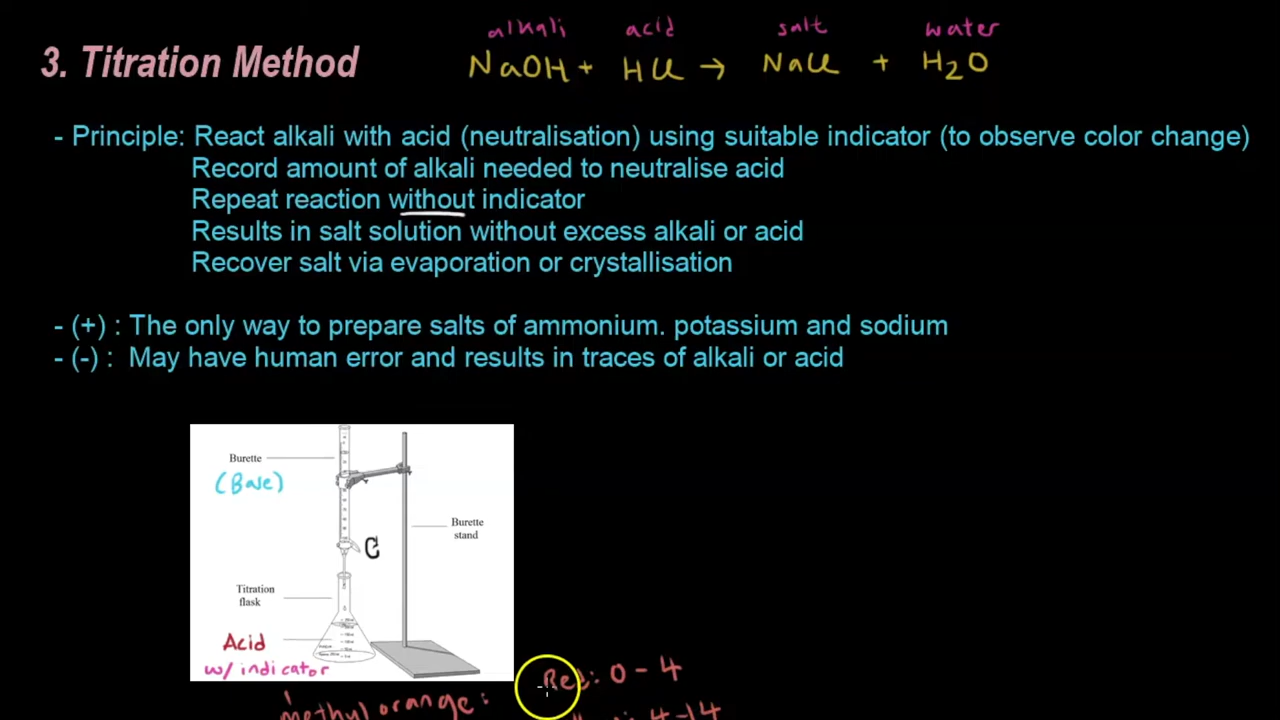 alkali acid salt water
3. Titration Method
NaOH + HCl → NaCl + H2O
- Principle: React alkali with acid (neutralisation) using suitable indicator (to observe color change)
Record amount of alkali needed to neutralise acid
Repeat reaction without indicator
Results in salt solution without excess alkali or acid
Recover salt via evaporation or crystallisation
- (+) : The only way to prepare salts of ammonium. potassium and sodium
- (-) : May have human error and results in traces of alkali or acid
Burette
(Base)
Burette
stand
Titration
flask
Acid
w/ indicator
methyl orange: Red: 0 - 4
4-14